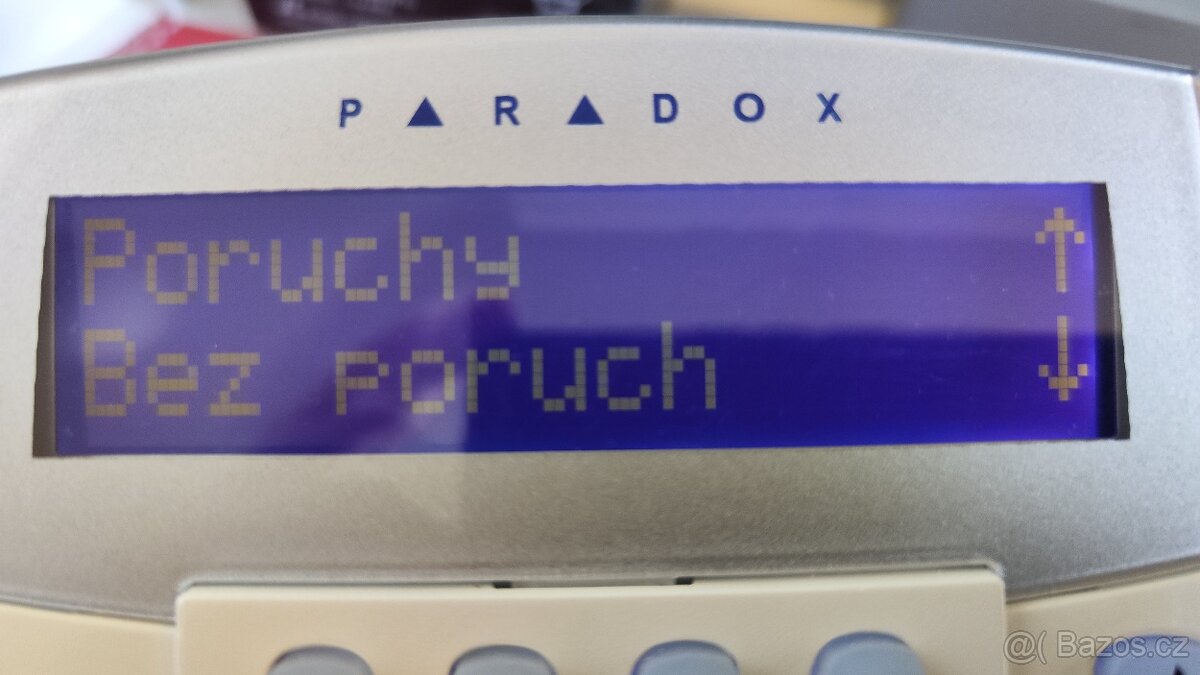 PARADOX
Poruchy ↑
Bez poruch ↓
@( Bazos.cz